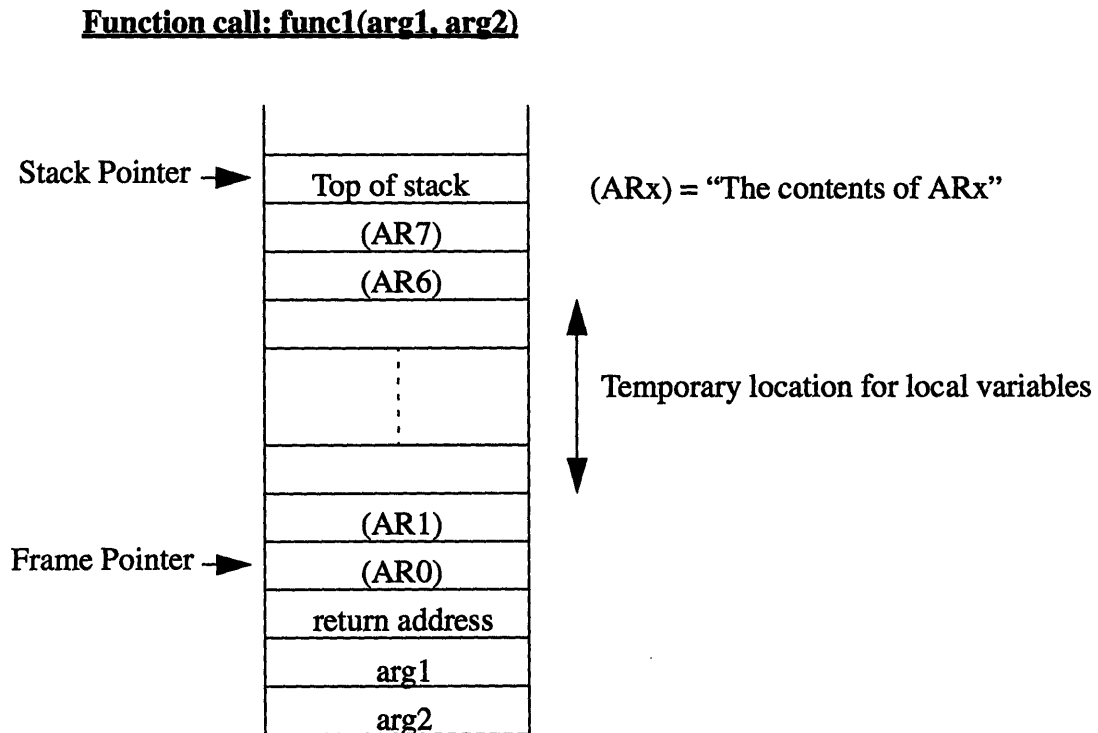 Function call: func1(arg1, arg2)
Stack Pointer
Top of stack
(ARx) = “The contents of ARx”
(AR7)
(AR6)
Temporary location for local variables
(AR1)
Frame Pointer
(AR0)
return address
arg1
arg2